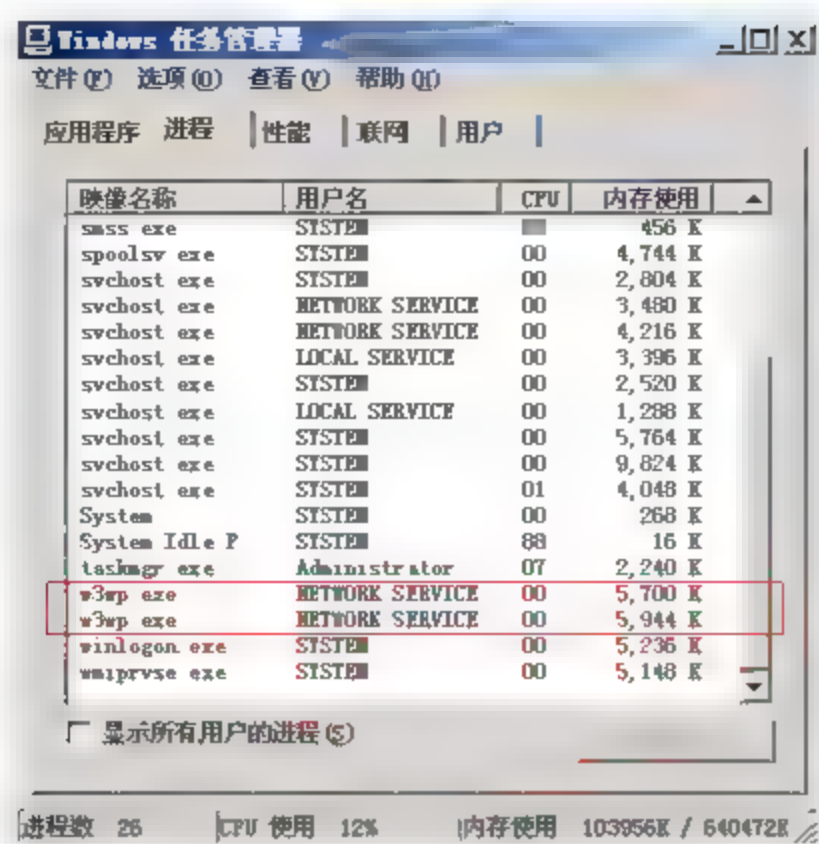 Windows 任务管理器
文件(F) 选项(O) 查看(V) 帮助(H)
应用程序 进程 性能 联网 用户
映像名称 用户名 CPU 内存使用
smss exe SYSTEM 456 K
spoolsv exe SYSTEM 00 4,744 K
svchost exe SYSTEM 00 2,804 K
svchost exe NETWORK SERVICE 00 3,480 K
svchost exe NETWORK SERVICE 00 4,216 K
svchost exe LOCAL SERVICE 00 3,396 K
svchost exe SYSTEM 00 2,520 K
svchost exe LOCAL SERVICE 00 1,288 K
svchost exe SYSTEM 00 5,764 K
svchost exe SYSTEM 00 9,824 K
svchost exe SYSTEM 01 4,048 K
System SYSTEM 00 268 K
System Idle P SYSTEM 88 16 K
taskmgr exe Administrator 07 2,240 K
w3wp exe NETWORK SERVICE 00 5,700 K
w3wp exe NETWORK SERVICE 00 5,944 K
winlogon exe SYSTEM 00 5,236 K
wmiprvse exe SYSTEM 00 5,148 K
显示所有用户的进程(S)
进程数 26 CPU 使用 12% 内存使用 103956K / 640472K